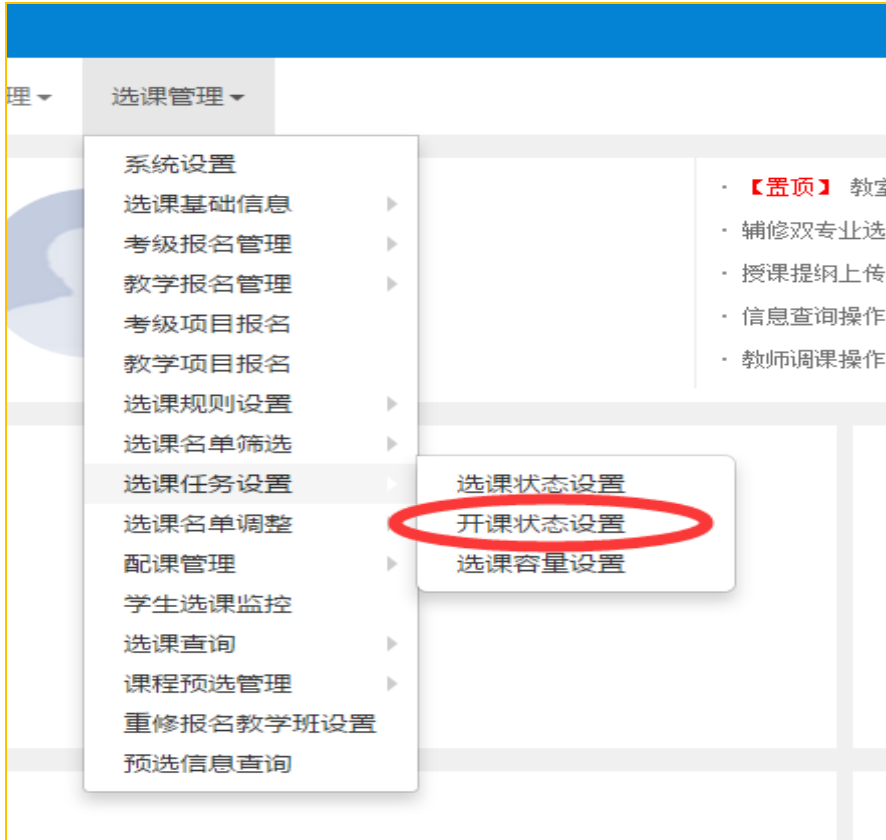 理
选课管理
系统设置
选课基础信息
考级报名管理
教学报名管理
考级项目报名
教学项目报名
选课规则设置
选课名单筛选
选课任务设置
选课名单调整
配课管理
学生选课监控
选课查询
课程预选管理
重修报名教学班设置
预选信息查询
选课状态设置
开课状态设置
选课容量设置
· 【置顶】 教室
· 辅修双专业选
· 授课提纲上传
· 信息查询操作
· 教师调课操作